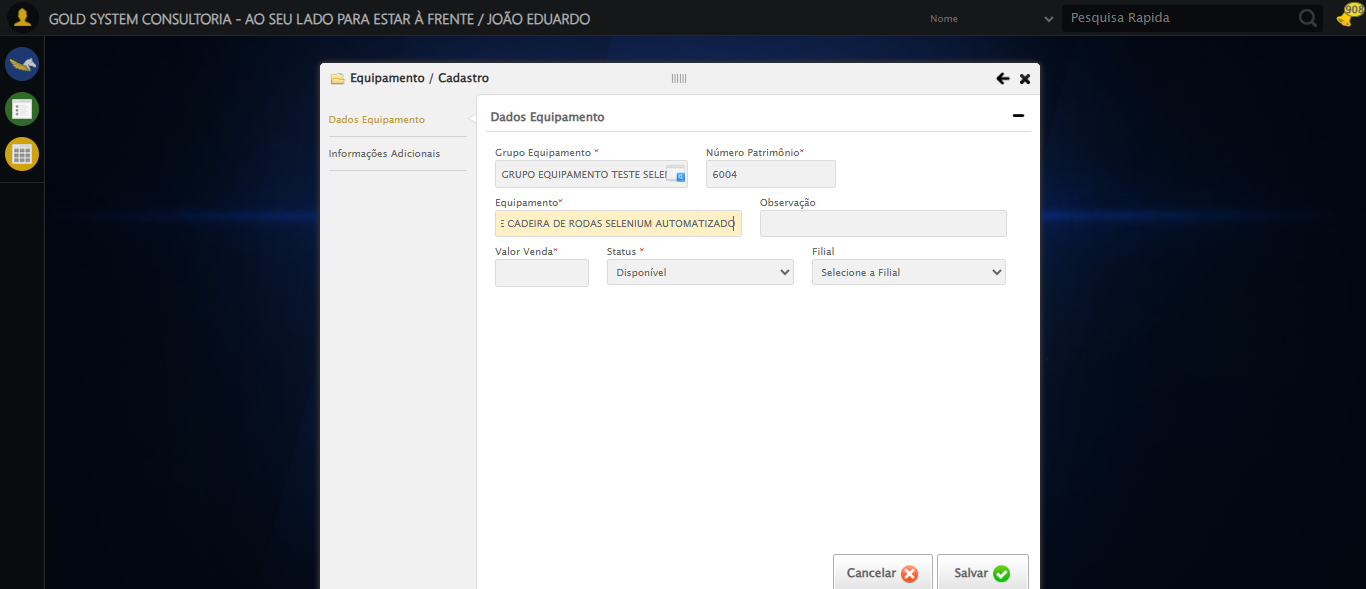 GOLD SYSTEM CONSULTORIA - AO SEU LADO PARA ESTAR À FRENTE / JOÃO EDUARDO
Nome
Pesquisa Rapida
908
Equipamento / Cadastro
Dados Equipamento
Informações Adicionais
Dados Equipamento
Grupo Equipamento *
Número Patrimônio*
GRUPO EQUIPAMENTO TESTE SELE
6004
Equipamento*
Observação
E CADEIRA DE RODAS SELENIUM AUTOMATIZADO
Valor Venda*
Status *
Filial
Disponível
Selecione a Filial
Cancelar
Salvar